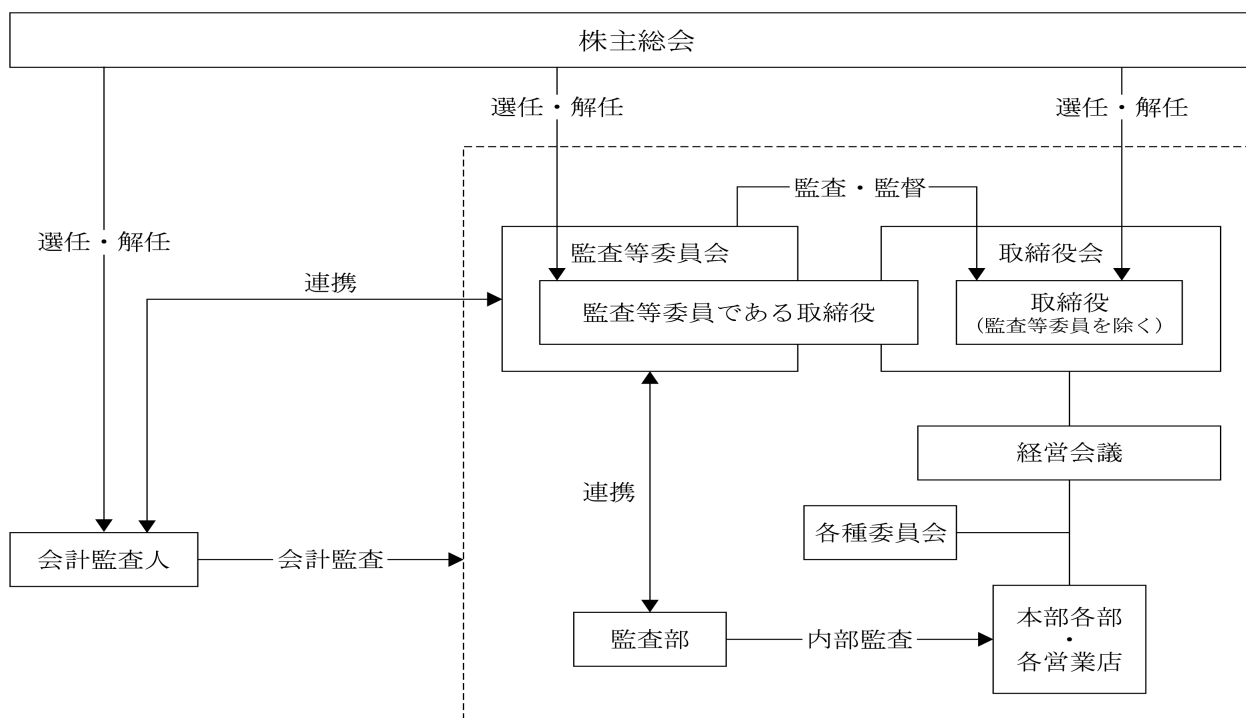 株主総会
選任・解任
選任・解任
監査・監督
選任・解任
監査等委員会
取締役会
連携
監査等委員である取締役
取締役
（監査等委員を除く）
経営会議
連携
各種委員会
会計監査人
会計監査
本部各部
・
各営業店
監査部
内部監査